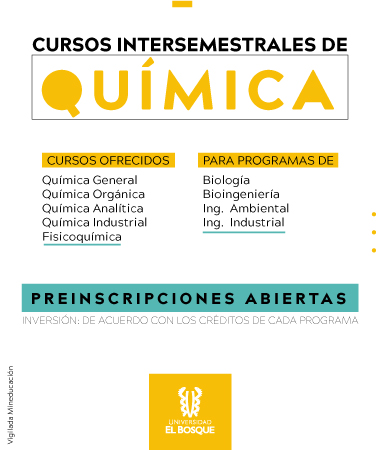 CURSOS INTERSEMESTRALES DE
QUÍMICA
CURSOS OFRECIDOS
Química General
Química Orgánica
Química Analítica
Química Industrial
Fisicoquímica
PARA PROGRAMAS DE
Biología
Bioingeniería
Ing. Ambiental
Ing. Industrial
PREINSCRIPCIONES ABIERTAS
INVERSIÓN: DE ACUERDO CON LOS CRÉDITOS DE CADA PROGRAMA
Vigilada Mineducación
UNIVERSIDAD
EL BOSQUE